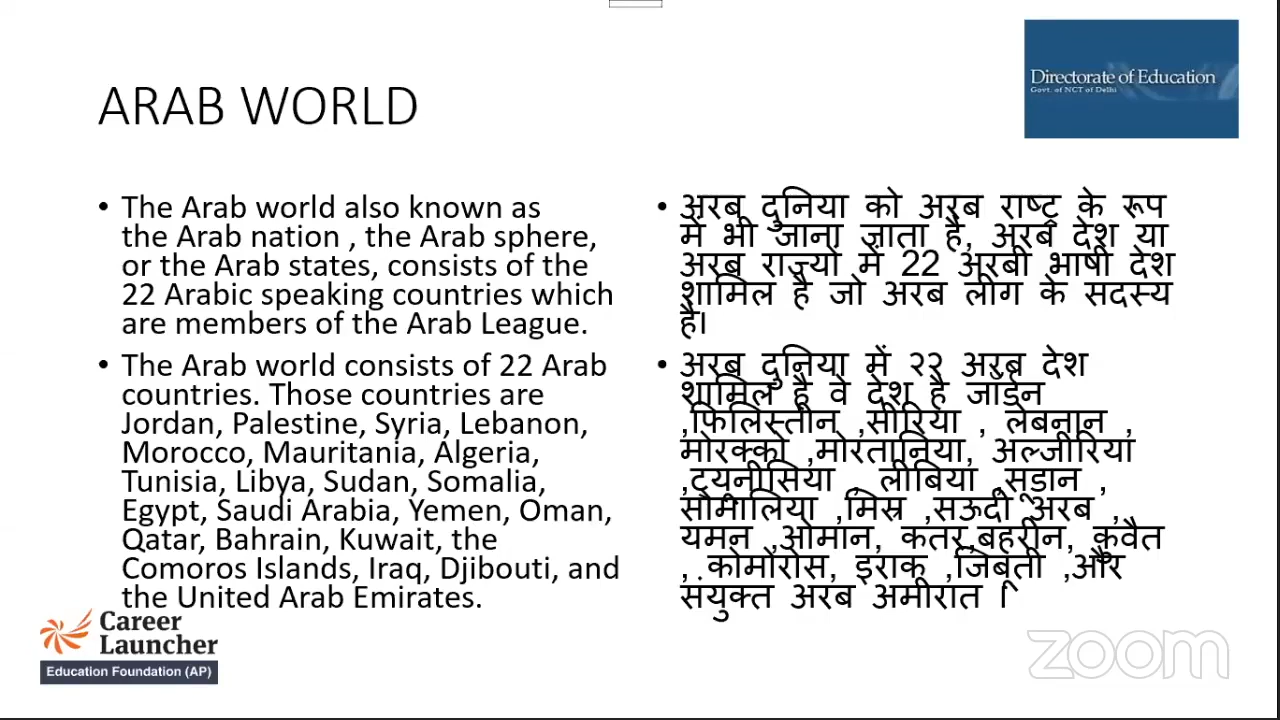 ARAB WORLD
Directorate of Education
Govt. of NCT of Delhi
• The Arab world also known as
the Arab nation , the Arab sphere,
or the Arab states, consists of the
22 Arabic speaking countries which
are members of the Arab League.
• The Arab world consists of 22 Arab
countries. Those countries are
Jordan, Palestine, Syria, Lebanon,
Morocco, Mauritania, Algeria,
Tunisia, Libya, Sudan, Somalia,
Egypt, Saudi Arabia, Yemen, Oman,
Qatar, Bahrain, Kuwait, the
Comoros Islands, Iraq, Djibouti, and
the United Arab Emirates.
• अरब दुनिया को अरब राष्ट्र के रूप
में भी जाना जाता है, अरब देश या
अरब राज्यों में 22 अरबी भाषी देश
शामिल हैं जो अरब लीग के सदस्य
हैं।
• अरब दुनिया में २२ अरब देश
शामिल है वे देश है जॉर्डन
,फिलिस्तीन ,सीरिया , लेबनान ,
मोरक्को ,मोरतानिया, अल्जीरिया
,ट्यूनीसिया , लीबिया ,सूडान ,
सोमालिया ,मिस्र ,सऊदी अरब ,
यमन ,ओमान, कतर,बहरीन, कुवैत
, कोमोरोस, इराक ,जिबूती ,और
संयुक्त अरब अमीरात ।
Career
Launcher
Education Foundation (AP)
zoom